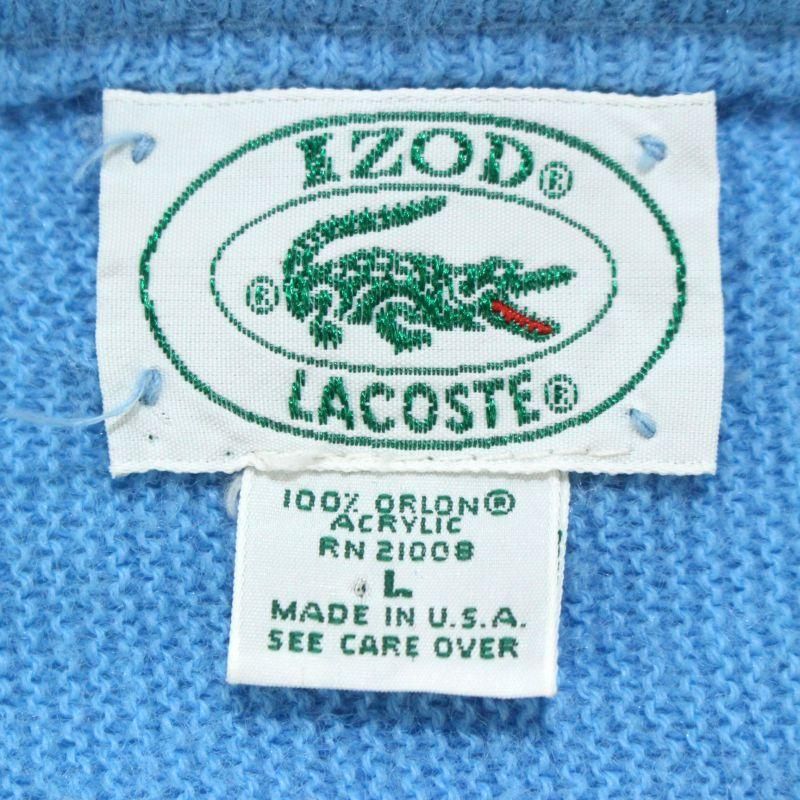 IZOD®
®
LACOSTE®
100% ORLON®
ACRYLIC
RN 21008
L
MADE IN U.S.A.
SEE CARE OVER